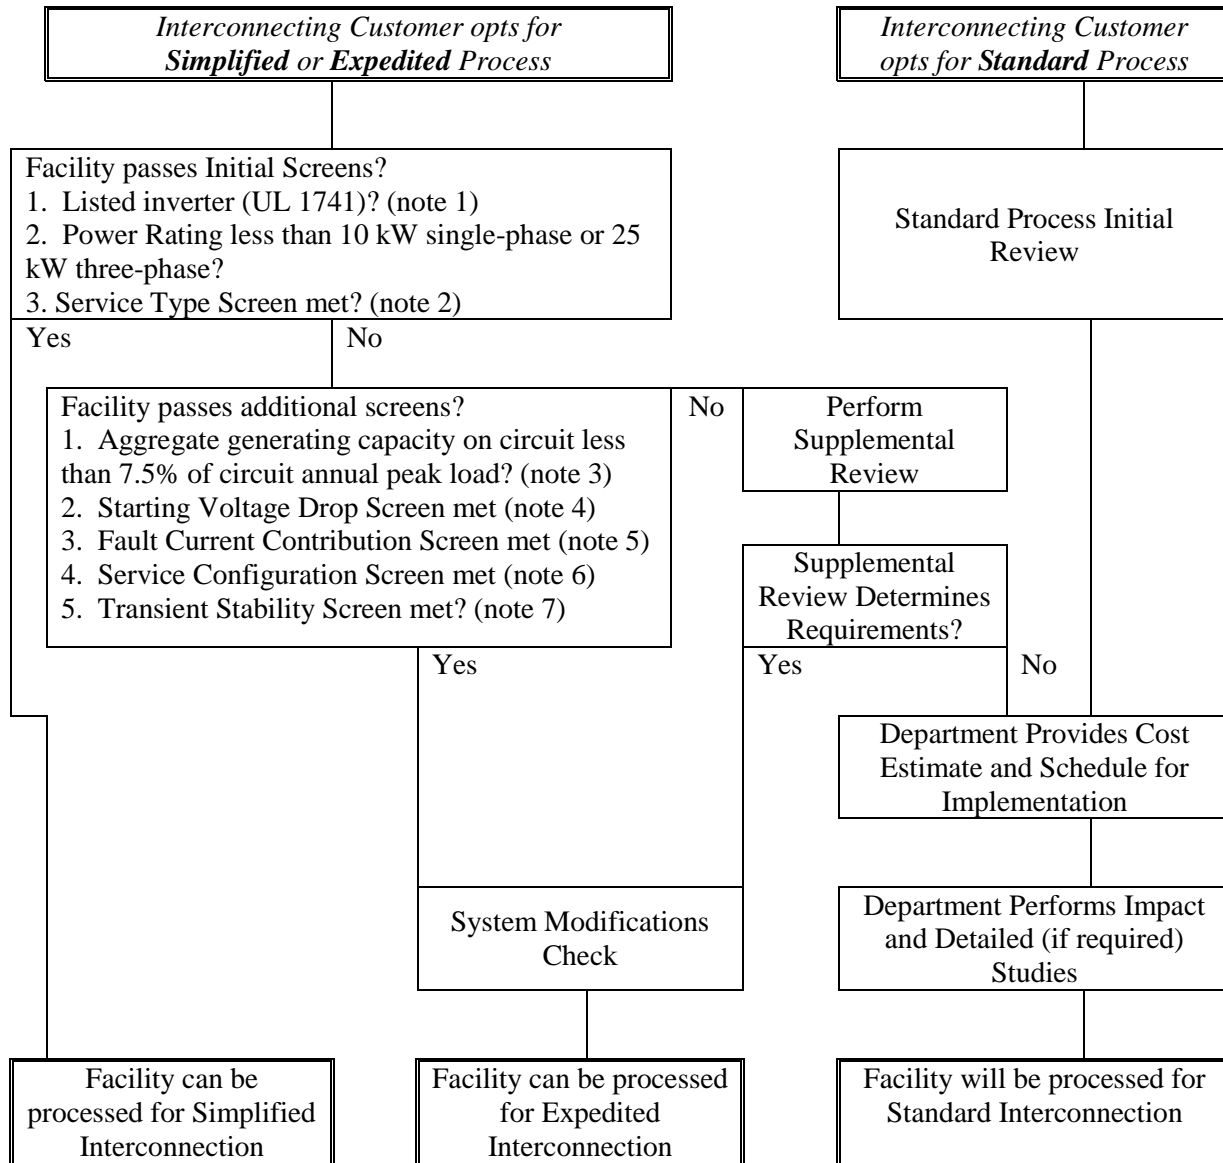 Interconnecting Customer opts for
Simplified or Expedited Process
Interconnecting Customer
opts for Standard Process
Facility passes Initial Screens?
1. Listed inverter (UL 1741)? (note 1)
2. Power Rating less than 10 kW single-phase or 25
kW three-phase?
3. Service Type Screen met? (note 2)
Standard Process Initial
Review
Yes
No
Facility passes additional screens?
1. Aggregate generating capacity on circuit less
than 7.5% of circuit annual peak load? (note 3)
2. Starting Voltage Drop Screen met (note 4)
3. Fault Current Contribution Screen met (note 5)
4. Service Configuration Screen met (note 6)
5. Transient Stability Screen met? (note 7)
No
Perform
Supplemental
Review
Supplemental
Review Determines
Requirements?
Yes
Yes
No
Department Provides Cost
Estimate and Schedule for
Implementation
System Modifications
Check
Department Performs Impact
and Detailed (if required)
Studies
Facility can be
processed for Simplified
Interconnection
Facility can be processed
for Expedited
Interconnection
Facility will be processed for
Standard Interconnection